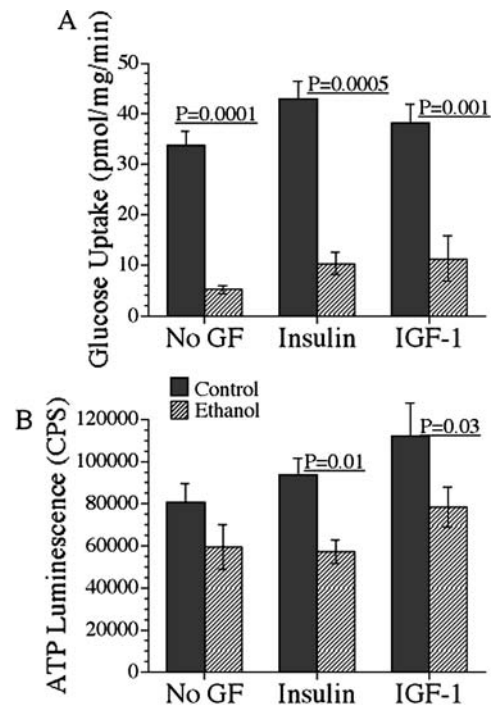 A
Glucose Uptake (pmol/mg/min)
50
40
30
20
10
0
P=0.0001
P=0.0005
P=0.001
No GF Insulin IGF-1
Control
Ethanol
B
ATP Luminescence (CPS)
120000
100000
80000
60000
40000
20000
0
P=0.01
P=0.03
No GF Insulin IGF-1